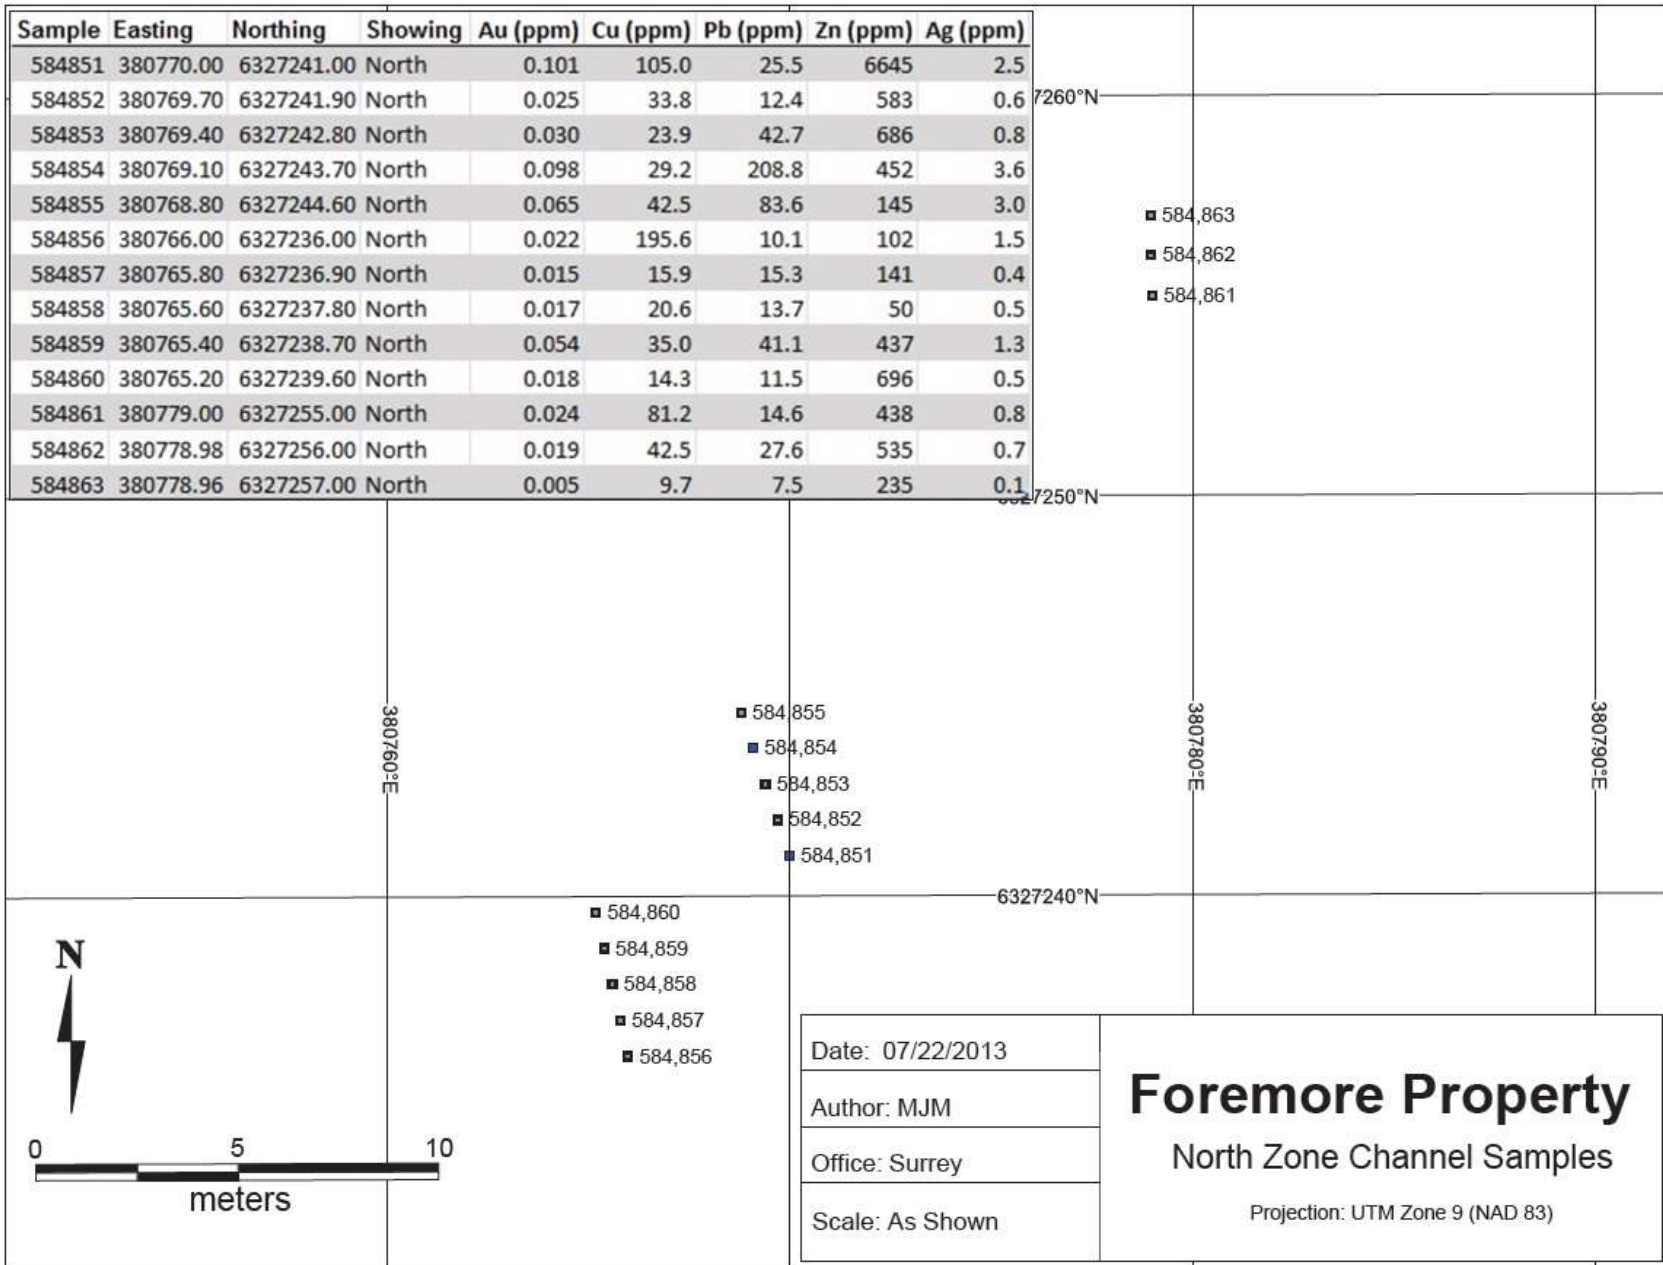 Sample Easting Northing Showing Au (ppm) Cu (ppm) Pb (ppm) Zn (ppm) Ag (ppm)
584851 380770.00 6327241.00 North 0.101 105.0 25.5 6645 2.5
584852 380769.70 6327241.90 North 0.025 33.8 12.4 583 0.6
584853 380769.40 6327242.80 North 0.030 23.9 42.7 686 0.8
584854 380769.10 6327243.70 North 0.098 29.2 208.8 452 3.6
584855 380768.80 6327244.60 North 0.065 42.5 83.6 145 3.0
584856 380766.00 6327236.00 North 0.022 195.6 10.1 102 1.5
584857 380765.80 6327236.90 North 0.015 15.9 15.3 141 0.4
584858 380765.60 6327237.80 North 0.017 20.6 13.7 50 0.5
584859 380765.40 6327238.70 North 0.054 35.0 41.1 437 1.3
584860 380765.20 6327239.60 North 0.018 14.3 11.5 696 0.5
584861 380779.00 6327255.00 North 0.024 81.2 14.6 438 0.8
584862 380778.98 6327256.00 North 0.019 42.5 27.6 535 0.7
584863 380778.96 6327257.00 North 0.005 9.7 7.5 235 0.1
7260°N
584,863
584,862
584,861
6327250°N
380760°E
380780°E
380790°E
584,855
584,854
584,853
584,852
584,851
6327240°N
584,860
584,859
584,858
584,857
584,856
N
0 5 10
meters
Date: 07/22/2013
Author: MJM
Office: Surrey
Scale: As Shown
Foremore Property
North Zone Channel Samples
Projection: UTM Zone 9 (NAD 83)